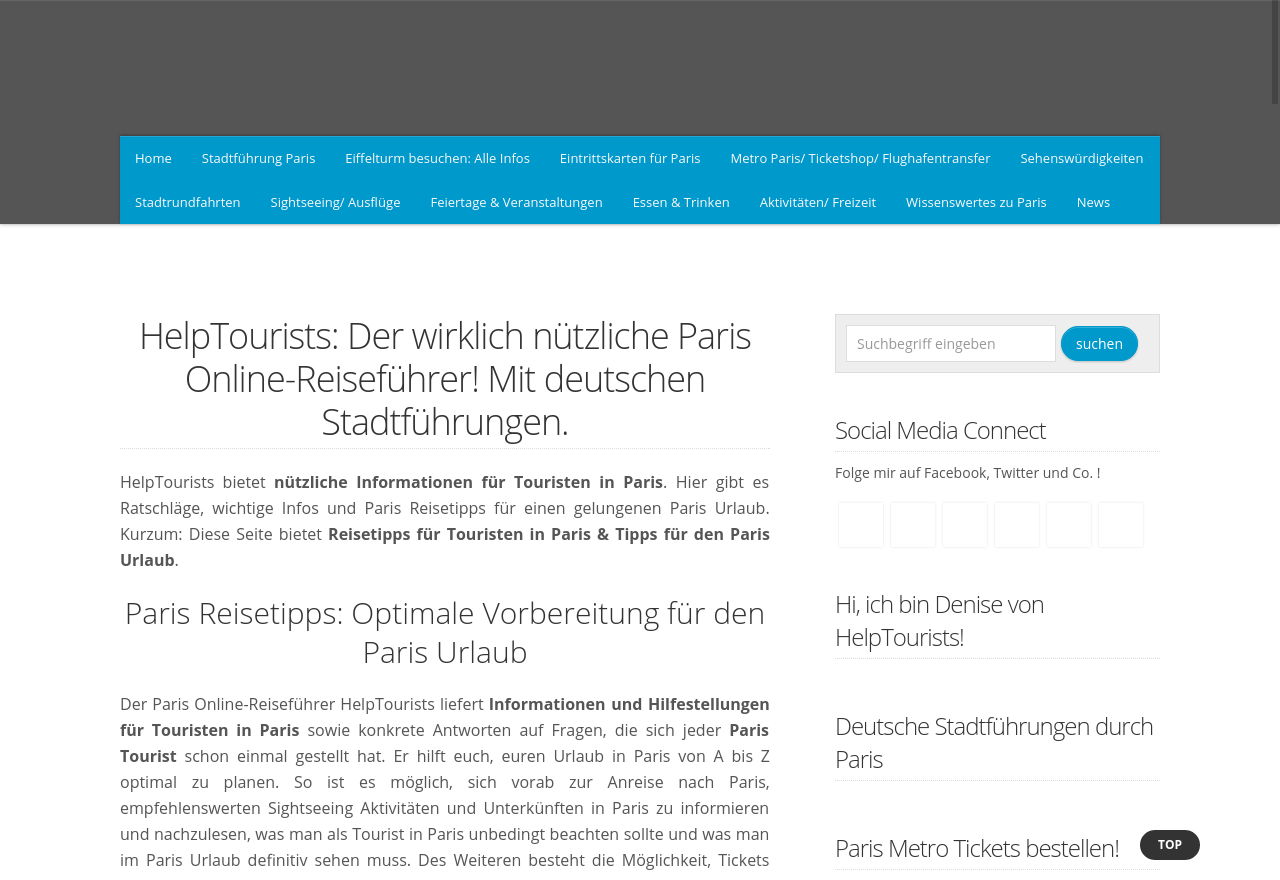 Home Stadtführung Paris Eiffelturm besuchen: Alle Infos Eintrittskarten für Paris Metro Paris/ Ticketshop/ Flughafentransfer Sehenswürdigkeiten
Stadtrundfahrten Sightseeing/ Ausflüge Feiertage & Veranstaltungen Essen & Trinken Aktivitäten/ Freizeit Wissenswertes zu Paris News
HelpTourists: Der wirklich nützliche Paris
Online-Reiseführer! Mit deutschen
Stadtführungen.
HelpTourists bietet nützliche Informationen für Touristen in Paris. Hier gibt es
Ratschläge, wichtige Infos und Paris Reisetipps für einen gelungenen Paris Urlaub.
Kurzum: Diese Seite bietet Reisetipps für Touristen in Paris & Tipps für den Paris
Urlaub.
Paris Reisetipps: Optimale Vorbereitung für den
Paris Urlaub
Der Paris Online-Reiseführer HelpTourists liefert Informationen und Hilfestellungen
für Touristen in Paris sowie konkrete Antworten auf Fragen, die sich jeder Paris
Tourist schon einmal gestellt hat. Er hilft euch, euren Urlaub in Paris von A bis Z
optimal zu planen. So ist es möglich, sich vorab zur Anreise nach Paris,
empfehlenswerten Sightseeing Aktivitäten und Unterkünften in Paris zu informieren
und nachzulesen, was man als Tourist in Paris unbedingt beachten sollte und was man
im Paris Urlaub definitiv sehen muss. Des Weiteren besteht die Möglichkeit, Tickets
Suchbegriff eingeben suchen
Social Media Connect
Folge mir auf Facebook, Twitter und Co. !
Hi, ich bin Denise von
HelpTourists!
Deutsche Stadtführungen durch
Paris
Paris Metro Tickets bestellen!
TOP